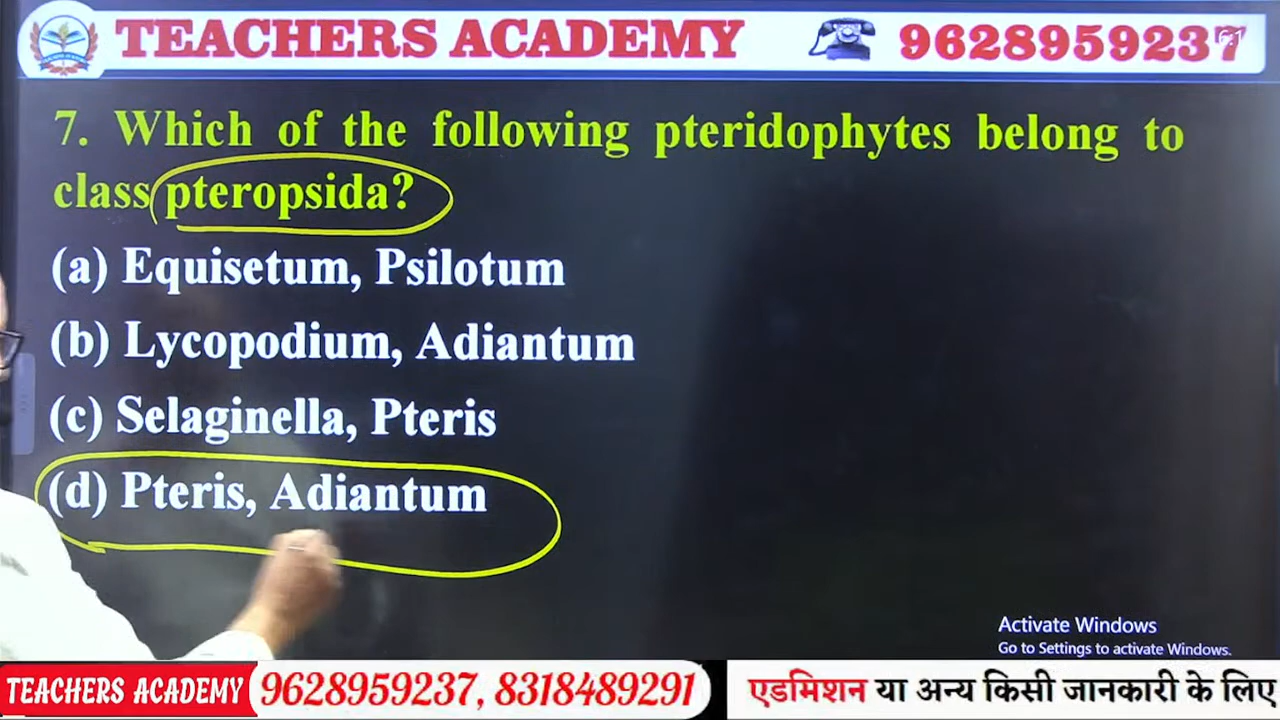 TEACHERS ACADEMY 9628959237
7. Which of the following pteridophytes belong to
class pteropsida?
(a) Equisetum, Psilotum
(b) Lycopodium, Adiantum
(c) Selaginella, Pteris
(d) Pteris, Adiantum
Activate Windows
Go to Settings to activate Windows.
TEACHERS ACADEMY 9628959237, 8318489291 एडमिशन या अन्य किसी जानकारी के लिए